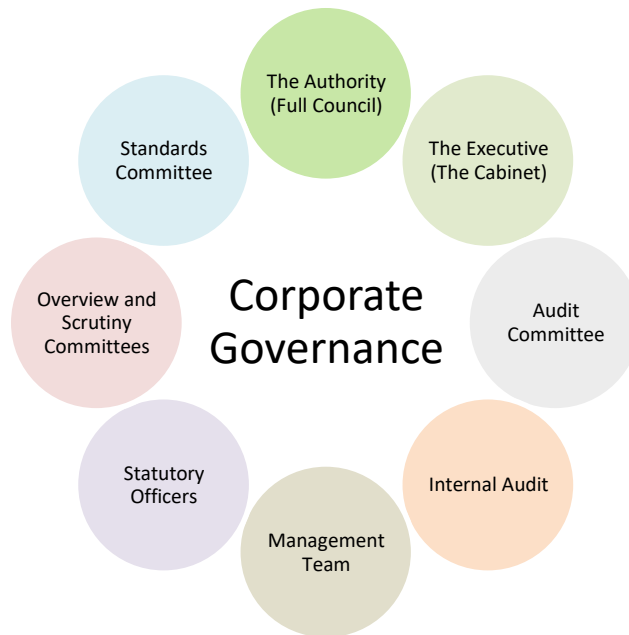 The Authority
(Full Council)
The Executive
(The Cabinet)
Audit
Committee
Internal Audit
Management
Team
Statutory
Officers
Overview and
Scrutiny
Committees
Standards
Committee
Corporate
Governance